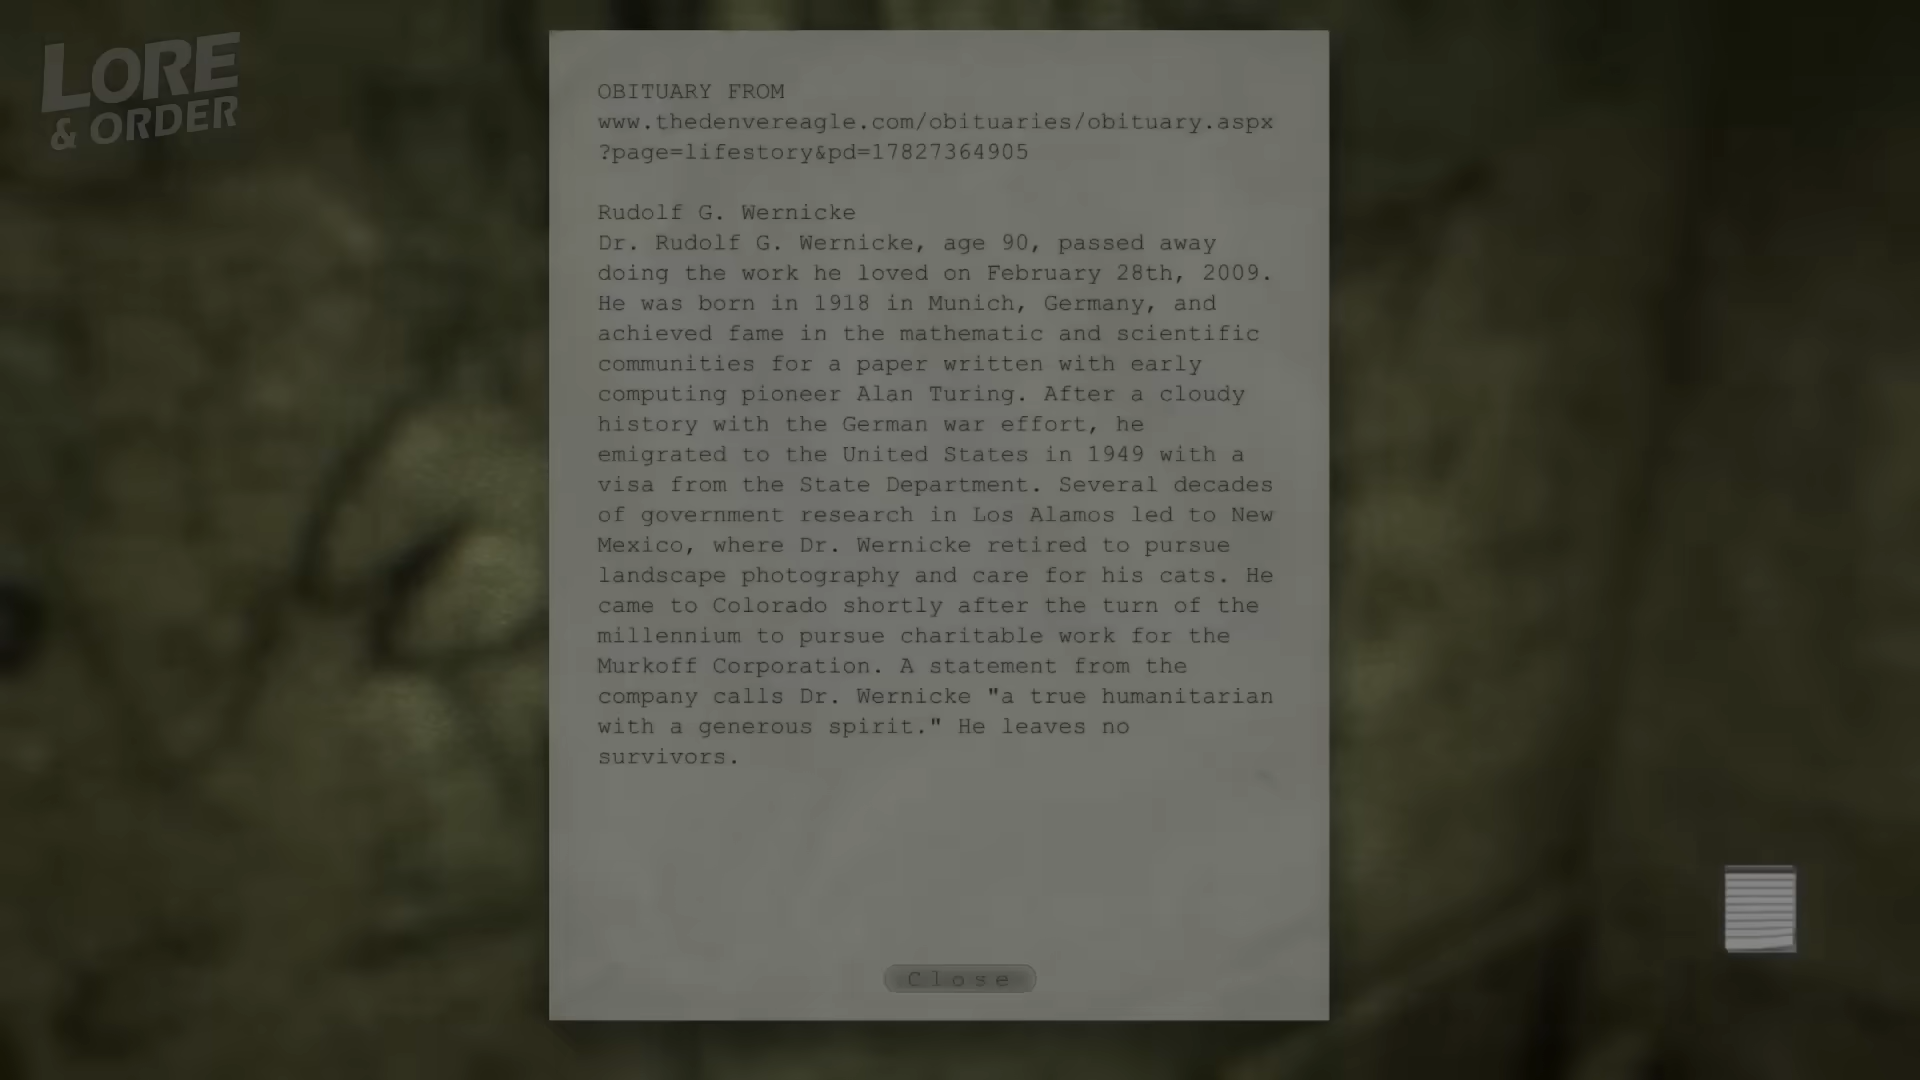 LORE
& ORDER
OBITUARY FROM
www.thedenvereagle.com/obituaries/obituary.aspx
?page=lifestory&pd=17827364905
Rudolf G. Wernicke
Dr. Rudolf G. Wernicke, age 90, passed away
doing the work he loved on February 28th, 2009.
He was born in 1918 in Munich, Germany, and
achieved fame in the mathematic and scientific
communities for a paper written with early
computing pioneer Alan Turing. After a cloudy
history with the German war effort, he
emigrated to the United States in 1949 with a
visa from the State Department. Several decades
of government research in Los Alamos led to New
Mexico, where Dr. Wernicke retired to pursue
landscape photography and care for his cats. He
came to Colorado shortly after the turn of the
millennium to pursue charitable work for the
Murkoff Corporation. A statement from the
company calls Dr. Wernicke "a true humanitarian
with a generous spirit." He leaves no
survivors.
Close